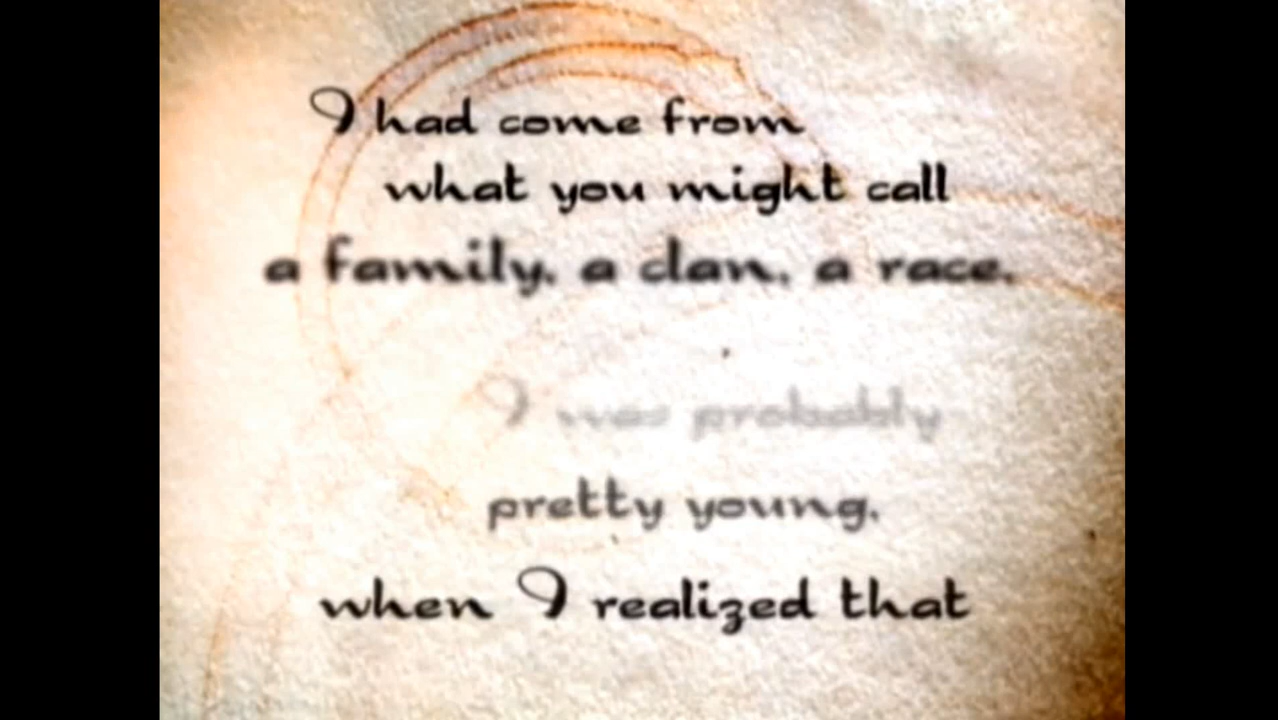 I had come from
what you might call
a family, a clan, a race.
I was probably
pretty young,
when I realized that